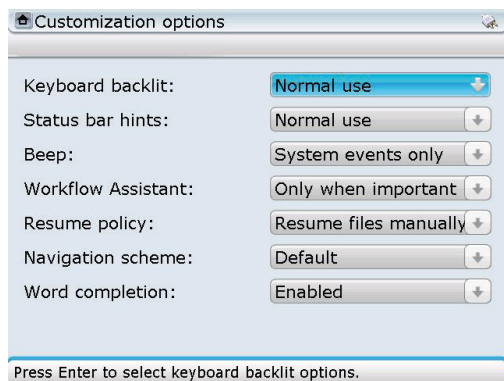 Customization options
Keyboard backlit: Normal use
Status bar hints: Normal use
Beep: System events only
Workflow Assistant: Only when important
Resume policy: Resume files manually
Navigation scheme: Default
Word completion: Enabled
Press Enter to select keyboard backlit options.